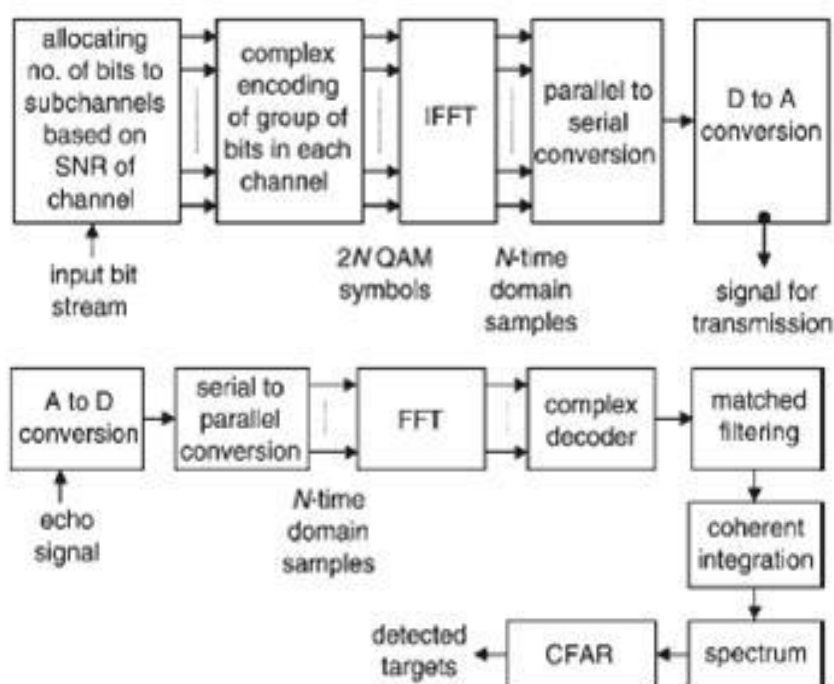 allocating
no. of bits to
subchannels
based on
SNR of
channel
complex
encoding
of group of
bits in each
channel
IFFT
parallel to
serial
conversion
D to A
conversion
input bit
stream
2N QAM
symbols
N-time
domain
samples
signal for
transmission
A to D
conversion
serial to
parallel
conversion
FFT
complex
decoder
matched
filtering
echo
signal
N-time
domain
samples
coherent
integration
detected
targets
CFAR
spectrum